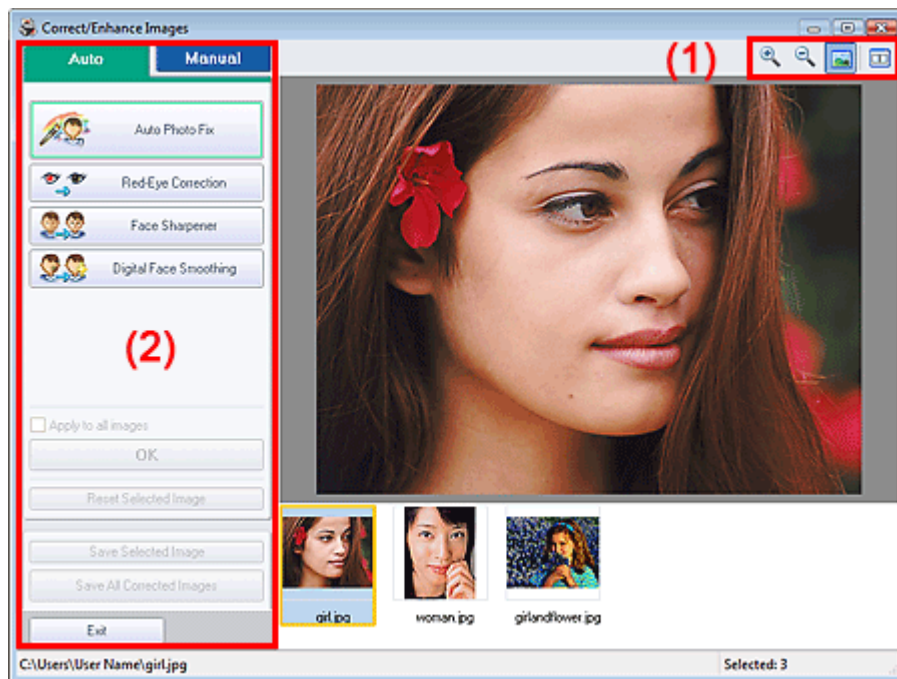 Correct/Enhance Images
Auto
Manual
(1)
Auto Photo Fix
Red-Eye Correction
Face Sharpener
Digital Face Smoothing
(2)
Apply to all images
OK
Reset Selected Image
Save Selected Image
Save All Corrected Images
Exit
girl.jpg
woman.jpg
girlandflower.jpg
C:\Users\User Name\girl.jpg
Selected: 3